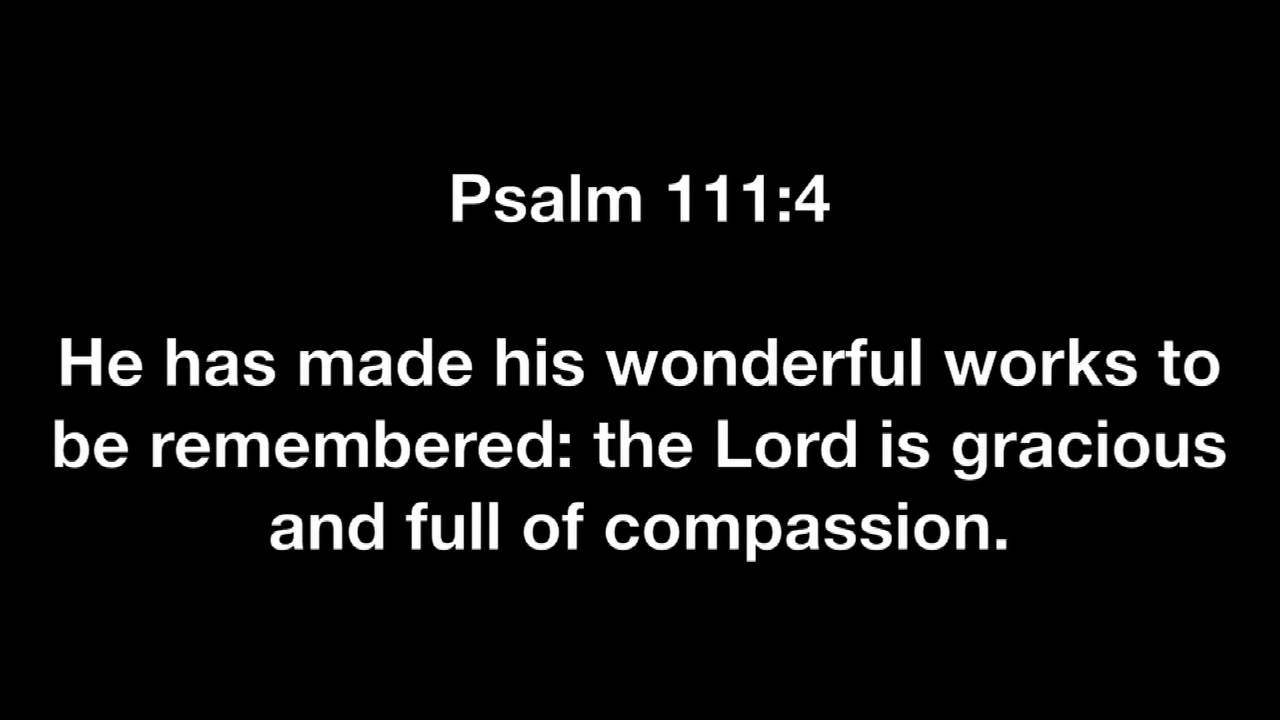 Psalm 111:4
He has made his wonderful works to
be remembered: the Lord is gracious
and full of compassion.